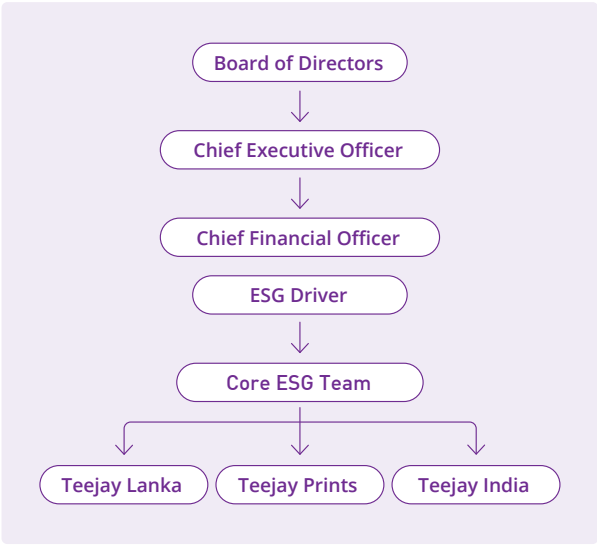 Board of Directors
Chief Executive Officer
Chief Financial Officer
ESG Driver
Core ESG Team
Teejay Lanka
Teejay Prints
Teejay India